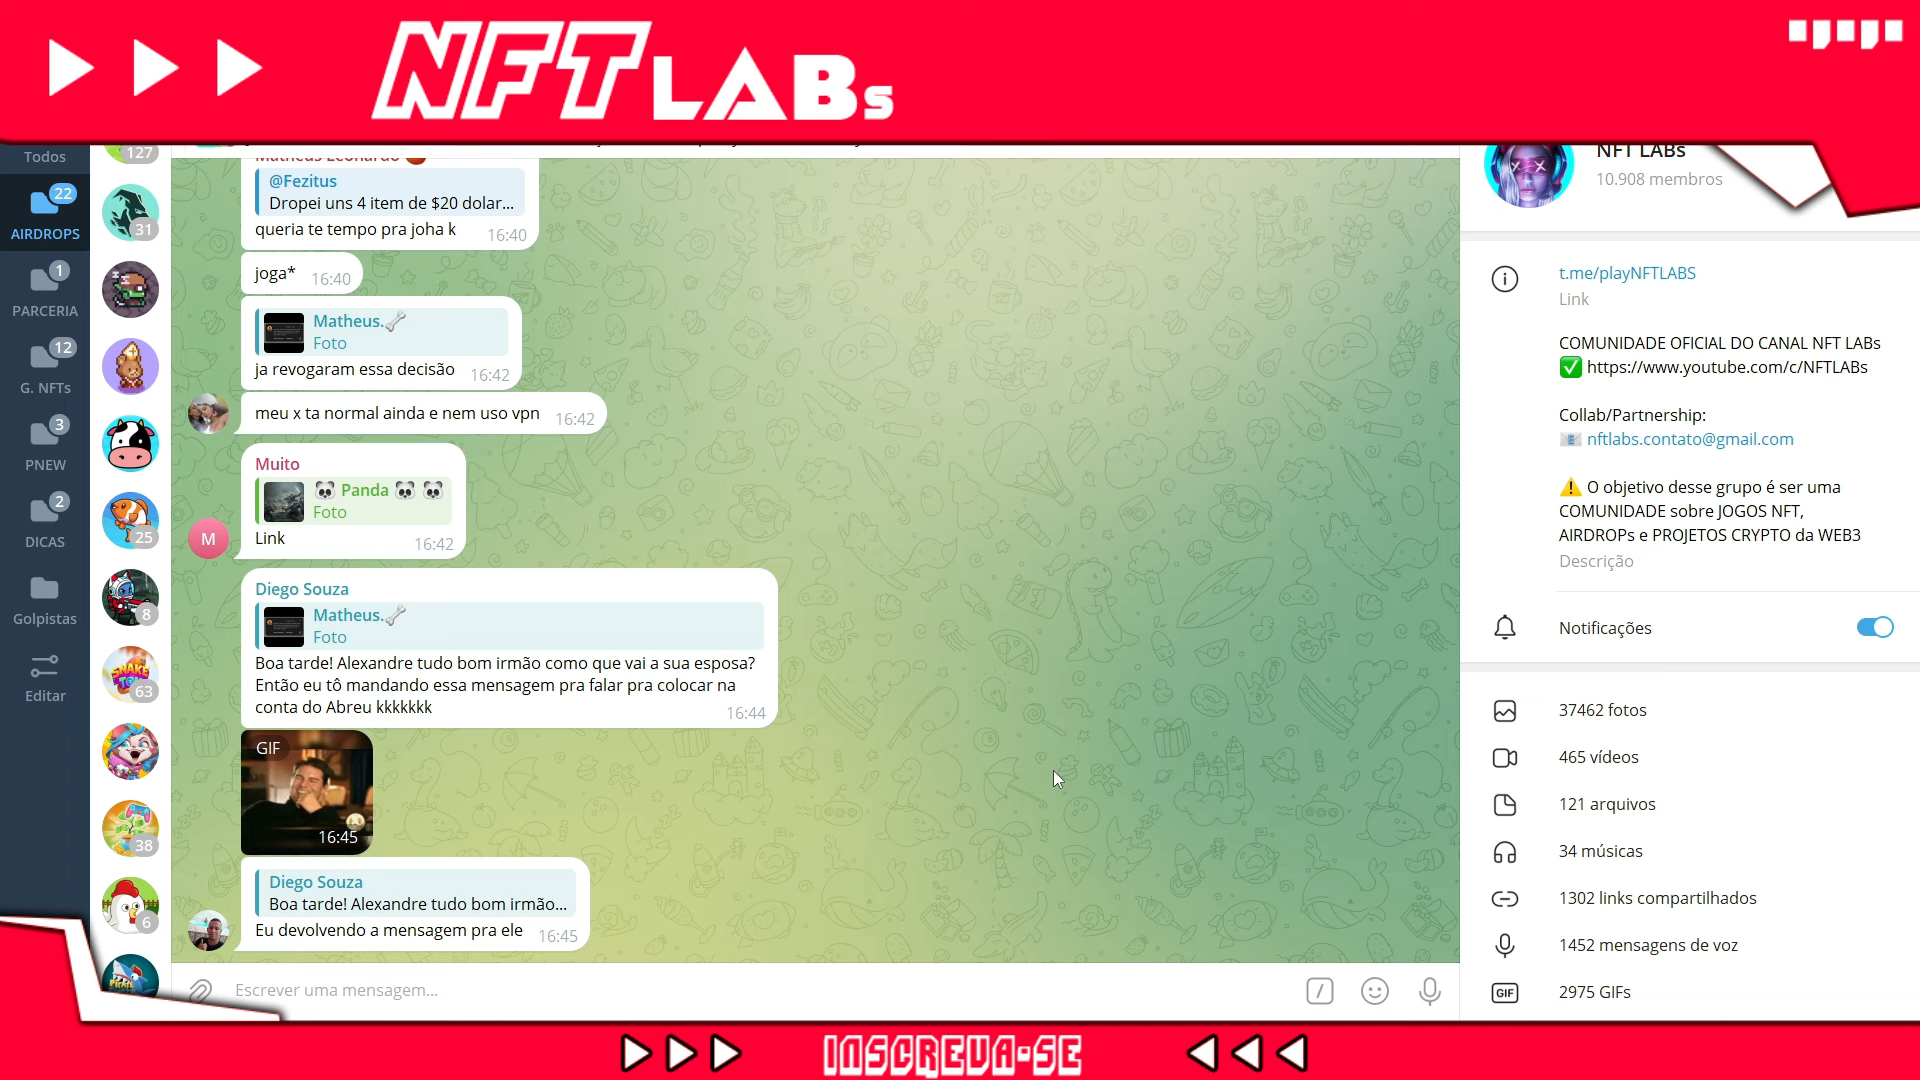 NFT LABs
Todos
22
AIRDROPS
1
PARCERIA
12
G. NFTs
3
PNEW
2
DICAS
Golpistas
Editar
127
31
25
8
63
38
6
Matheus Leonardo
@Fezitus
Dropei uns 4 item de $20 dolar...
queria te tempo pra joha k 16:40
joga* 16:40
Matheus.
Foto
ja revogaram essa decisão 16:42
meu x ta normal ainda e nem uso vpn 16:42
Muito
Panda
Foto
Link
16:42
M
Diego Souza
Matheus.
Foto
Boa tarde! Alexandre tudo bom irmão como que vai a sua esposa?
Então eu tô mandando essa mensagem pra falar pra colocar na
conta do Abreu kkkkkkk
16:44
GIF
16:45
Diego Souza
Boa tarde! Alexandre tudo bom irmão...
Eu devolvendo a mensagem pra ele 16:45
Escrever uma mensagem...
NFT LABs
10.908 membros
t.me/playNFTLABS
Link
COMUNIDADE OFICIAL DO CANAL NFT LABs
https://www.youtube.com/c/NFTLABs
Collab/Partnership:
nftlabs.contato@gmail.com
O objetivo desse grupo é ser uma
COMUNIDADE sobre JOGOS NFT,
AIRDROPs e PROJETOS CRYPTO da WEB3
Descrição
Notificações
37462 fotos
465 vídeos
121 arquivos
34 músicas
1302 links compartilhados
1452 mensagens de voz
GIF
2975 GIFs
INSCREVA-SE